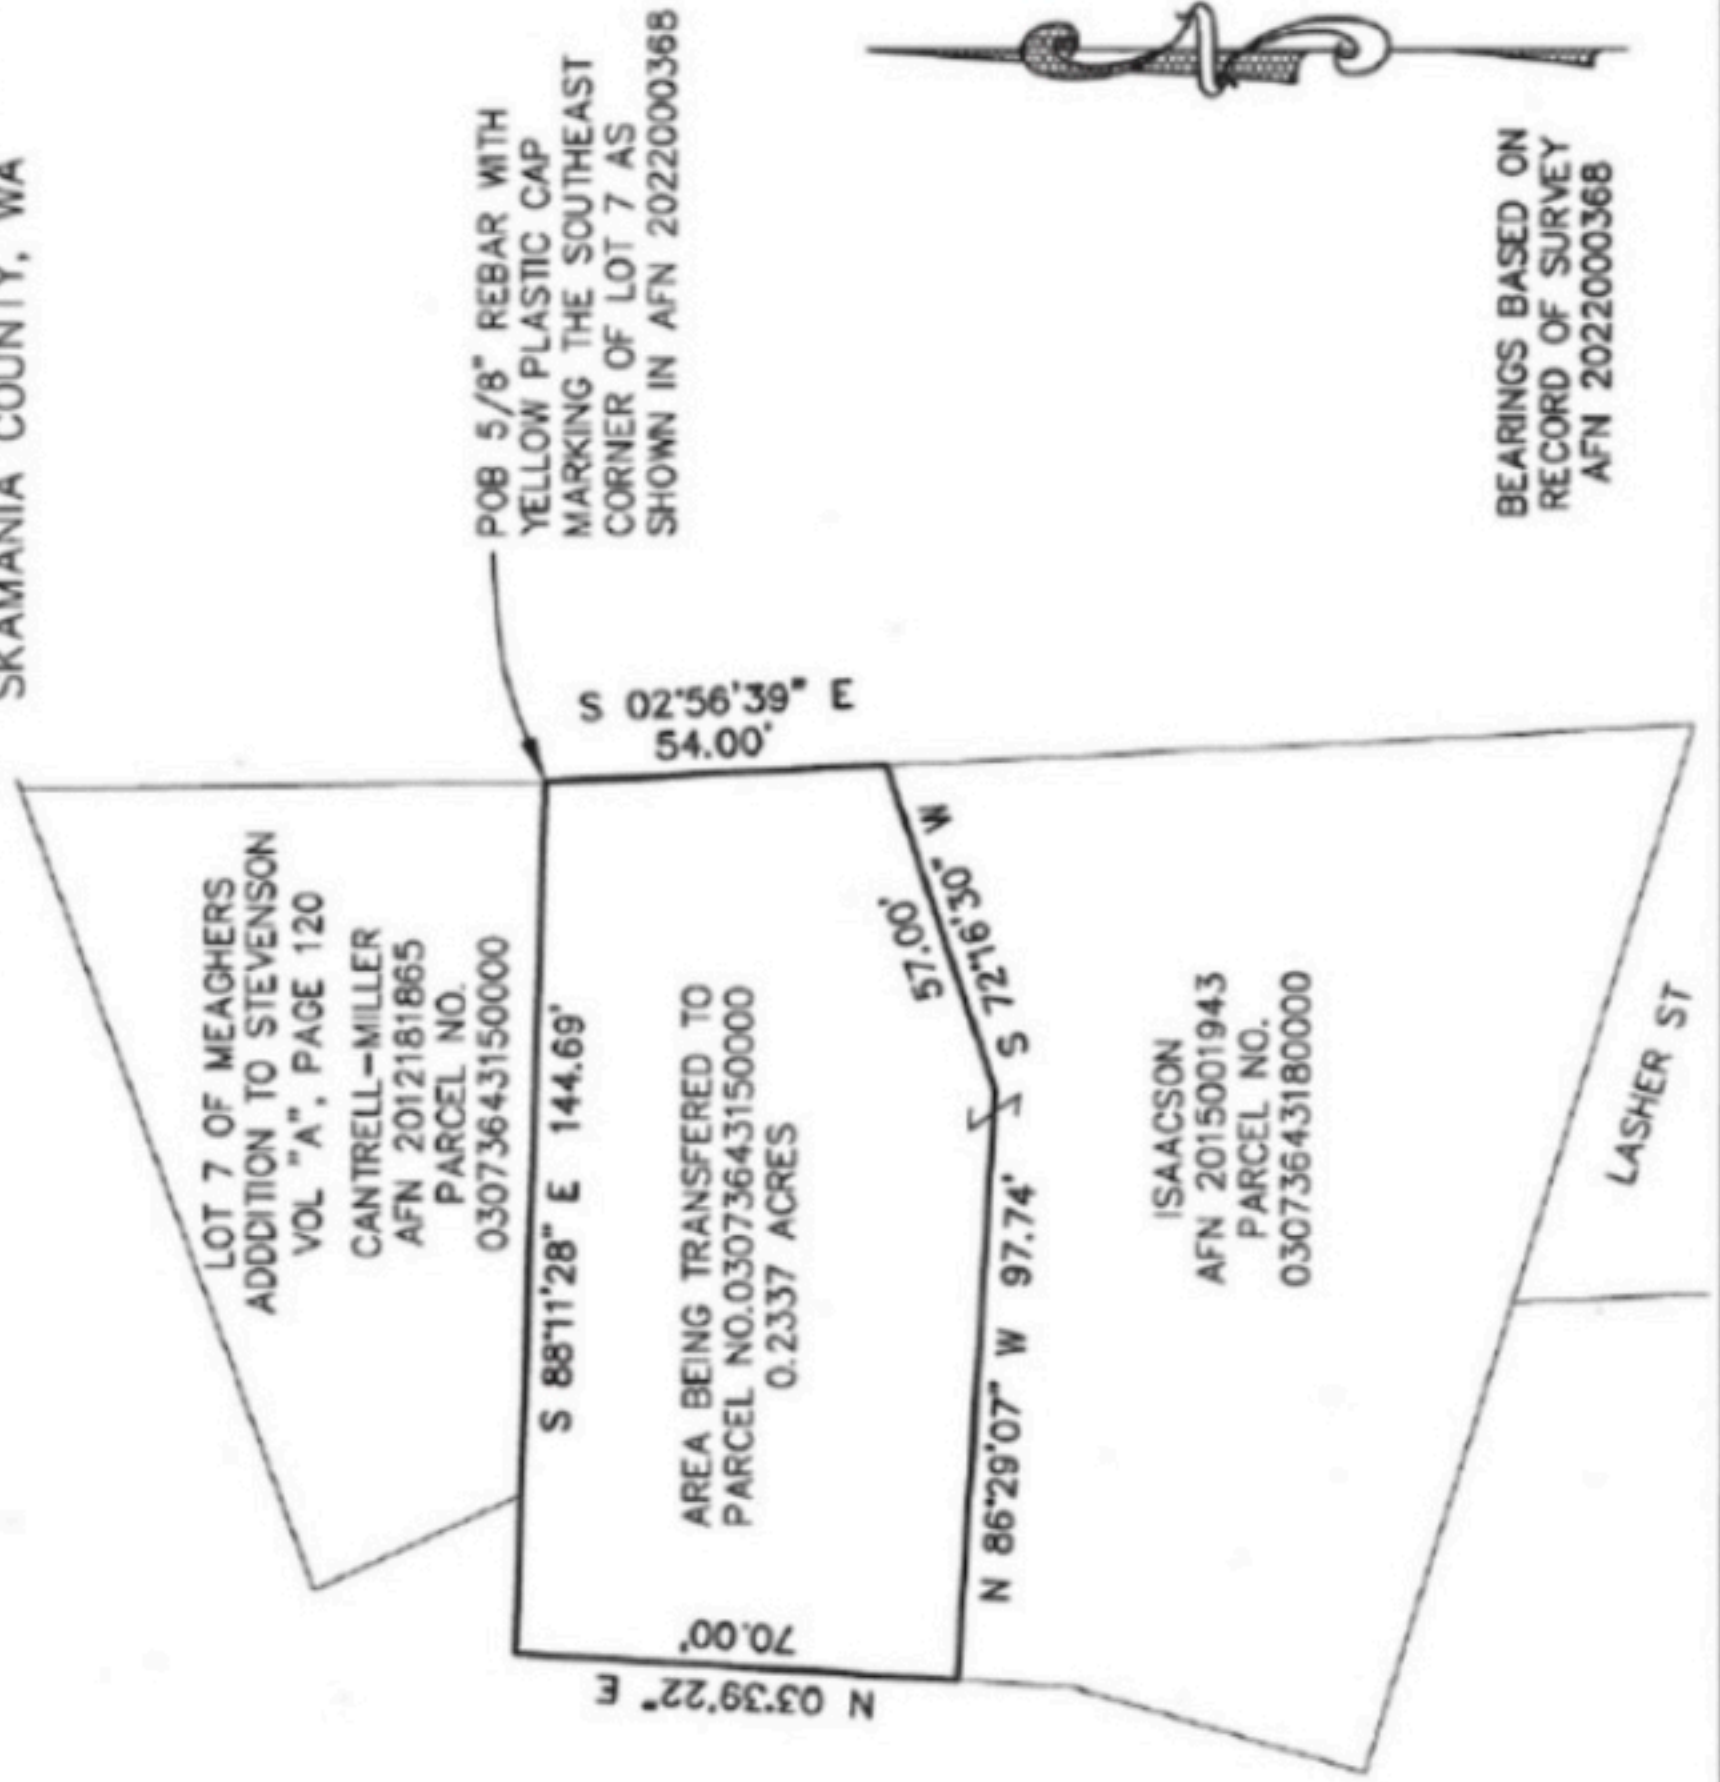 SKAMANIA COUNTY, WA
POB 5/8" REBAR WITH
YELLOW PLASTIC CAP
MARKING THE SOUTHEAST
CORNER OF LOT 7 AS
SHOWN IN AFN 2022000368
LOT 7 OF MEAGHERS
ADDDITION TO STEVENSON
VOL "A", PAGE 120
CANTRELL-MILLER
AFN 2012181865
PARCEL NO.
03073643150000
S 88°11'28" E 144.69'
S 02°56'39" E
54.00'
AREA BEING TRANSFERED TO
PARCEL NO.03073643150000
0.2337 ACRES
N 03°39'22" E
70.00'
57.00'
S 72°16'30" W
N 86°29'07" W 97.74'
ISAACSON
AFN 2015001943
PARCEL NO.
03073643180000
LASHER ST
N
BEARINGS BASED ON
RECORD OF SURVEY
AFN 2022000368